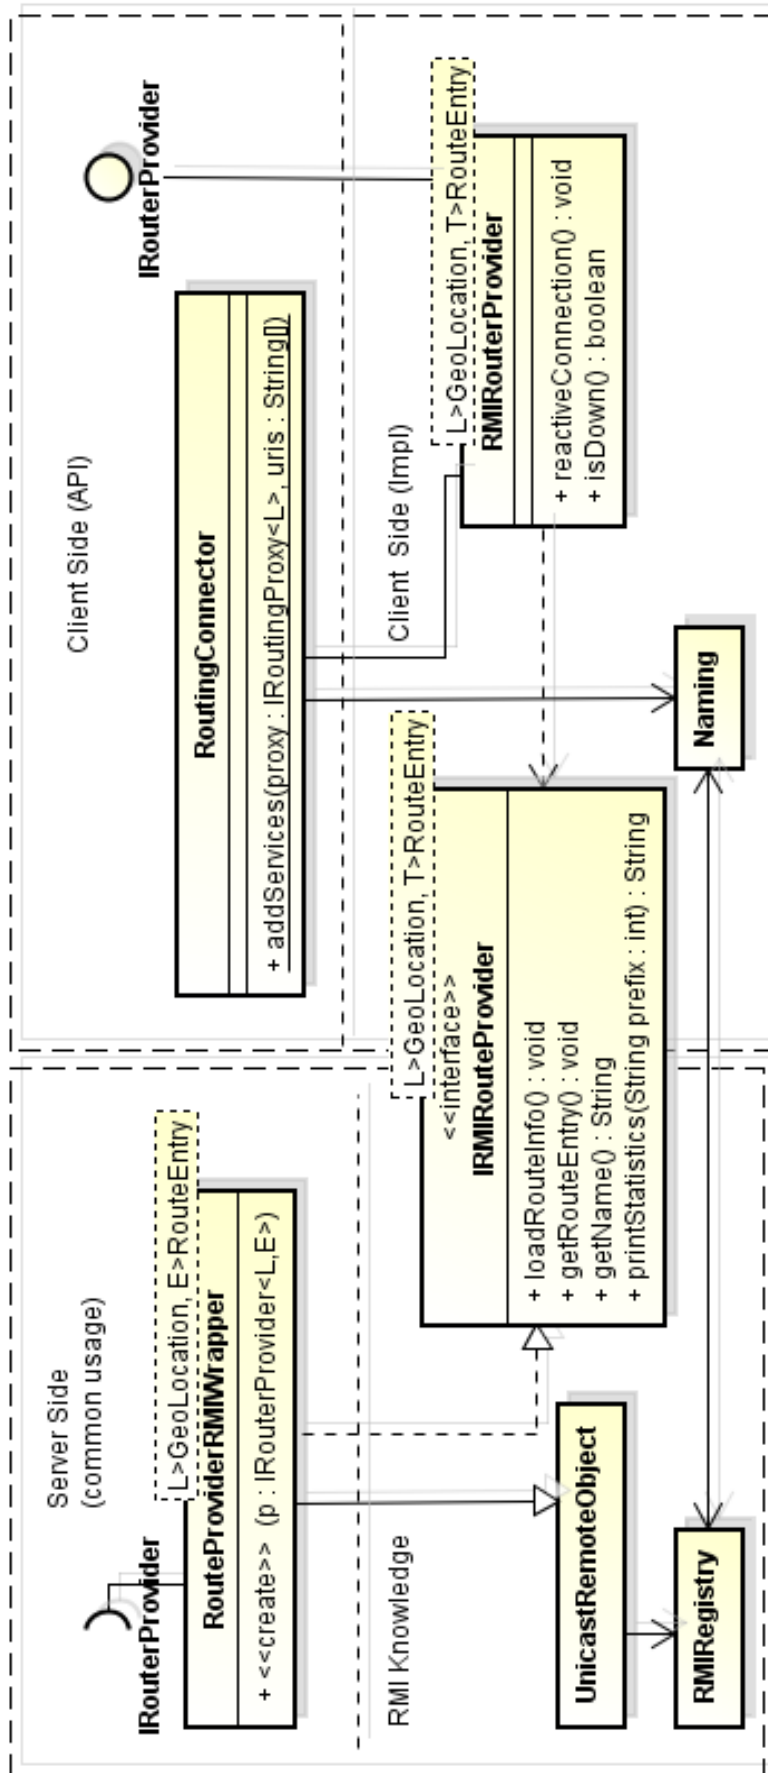 Server Side
(common usage)
IRouterProvider
L>GeoLocation, E>RouteEntry
RouteProviderRMIWrapper
+ <<create>> (p : IRouterProvider<L,E>)
RMI Knowledge
UnicastRemoteObject
RMIRegistry
Client Side (API)
IRouterProvider
RoutingConnector
+ addServices(proxy : IRoutingProxy<L>, uris : String[])
Client Side (Impl)
L>GeoLocation, T>RouteEntry
RMIRouterProvider
+ reactiveConnection() : void
+ isDown() : boolean
L>GeoLocation, T>RouteEntry
<<interface>>
IRMIRouteProvider
+ loadRouteInfo() : void
+ getRouteEntry() : void
+ getName() : String
+ printStatistics(String prefix : int) : String
Naming